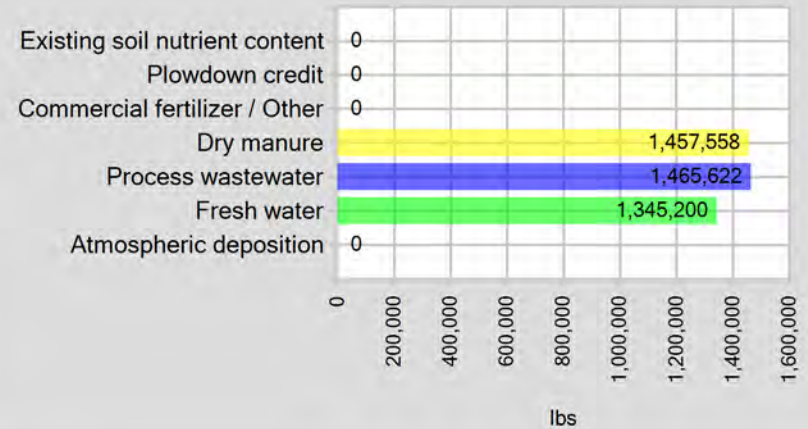 Existing soil nutrient content 0
Plowdown credit 0
Commercial fertilizer / Other 0
Dry manure 1,457,558
Process wastewater 1,465,622
Fresh water 1,345,200
Atmospheric deposition 0
0 200,000 400,000 600,000 800,000 1,000,000 1,200,000 1,400,000 1,600,000
lbs